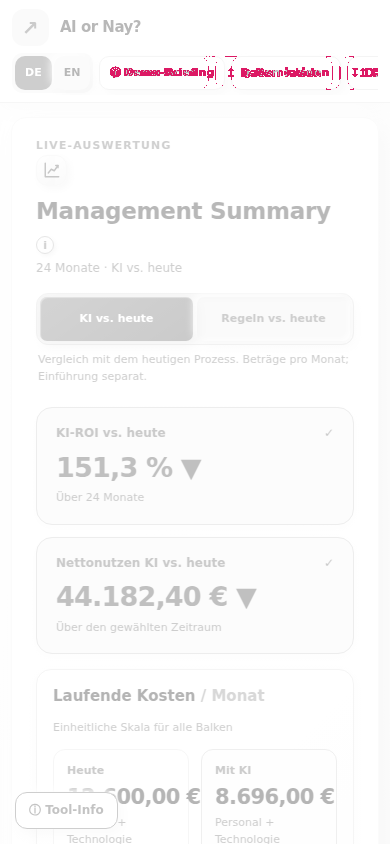 AI or Nay?
DE EN
LIVE-AUSWERTUNG
Management Summary
i
24 Monate · KI vs. heute
KI vs. heute Regeln vs. heute
Vergleich mit dem heutigen Prozess. Beträge pro Monat;
Einführung separat.
KI-ROI vs. heute ✓
151,3 % ▼
Über 24 Monate
Nettonutzen KI vs. heute ✓
44.182,40 € ▼
Über den gewählten Zeitraum
Laufende Kosten / Monat
Einheitliche Skala für alle Balken
Heute Mit KI
600,00 € 8.696,00 €
+ Personal +
ⓘ Tool-Info
Technologie Technologie